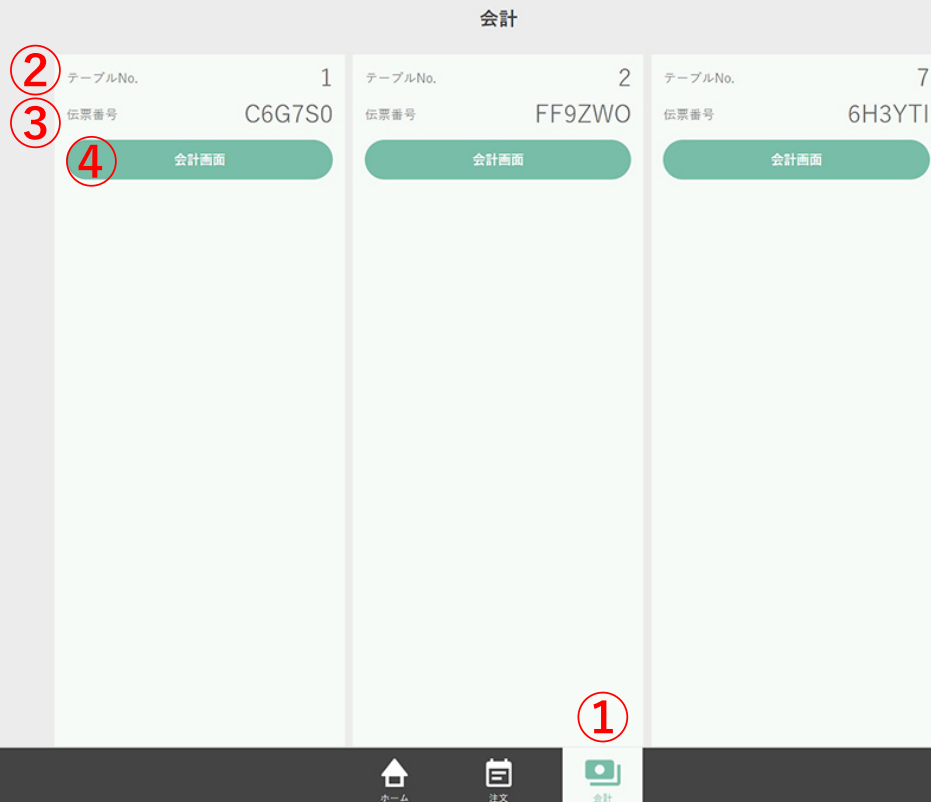 会計
② テーブルNo. 1 テーブルNo. 2 テーブルNo. 7
③ 伝票番号 C6G7S0 伝票番号 FF9ZWO 伝票番号 6H3YTI
④ 会計画面 会計画面 会計画面
①
ホーム 注文 会計